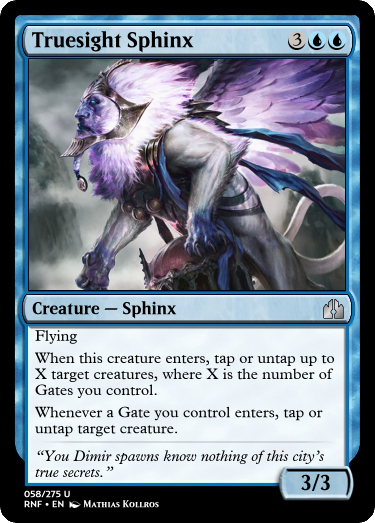 Truesight Sphinx 3
Creature — Sphinx
Flying
When this creature enters, tap or untap up to
X target creatures, where X is the number of
Gates you control.
Whenever a Gate you control enters, tap or
untap target creature.
“You Dimir spawns know nothing of this city's
true secrets.”
3/3
058/275 U
RNF • EN Mathias Kollros